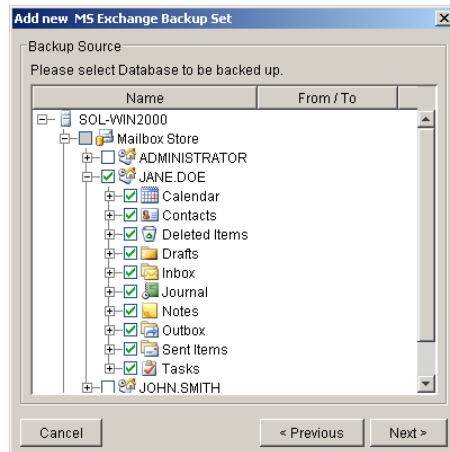 Add new MS Exchange Backup Set
Backup Source
Please select Database to be backed up.
Name From / To
SOL-WIN2000
Mailbox Store
ADMINISTRATOR
JANE.DOE
Calendar
Contacts
Deleted Items
Drafts
Inbox
Journal
Notes
Outbox
Sent Items
Tasks
JOHN.SMITH
Cancel < Previous Next >